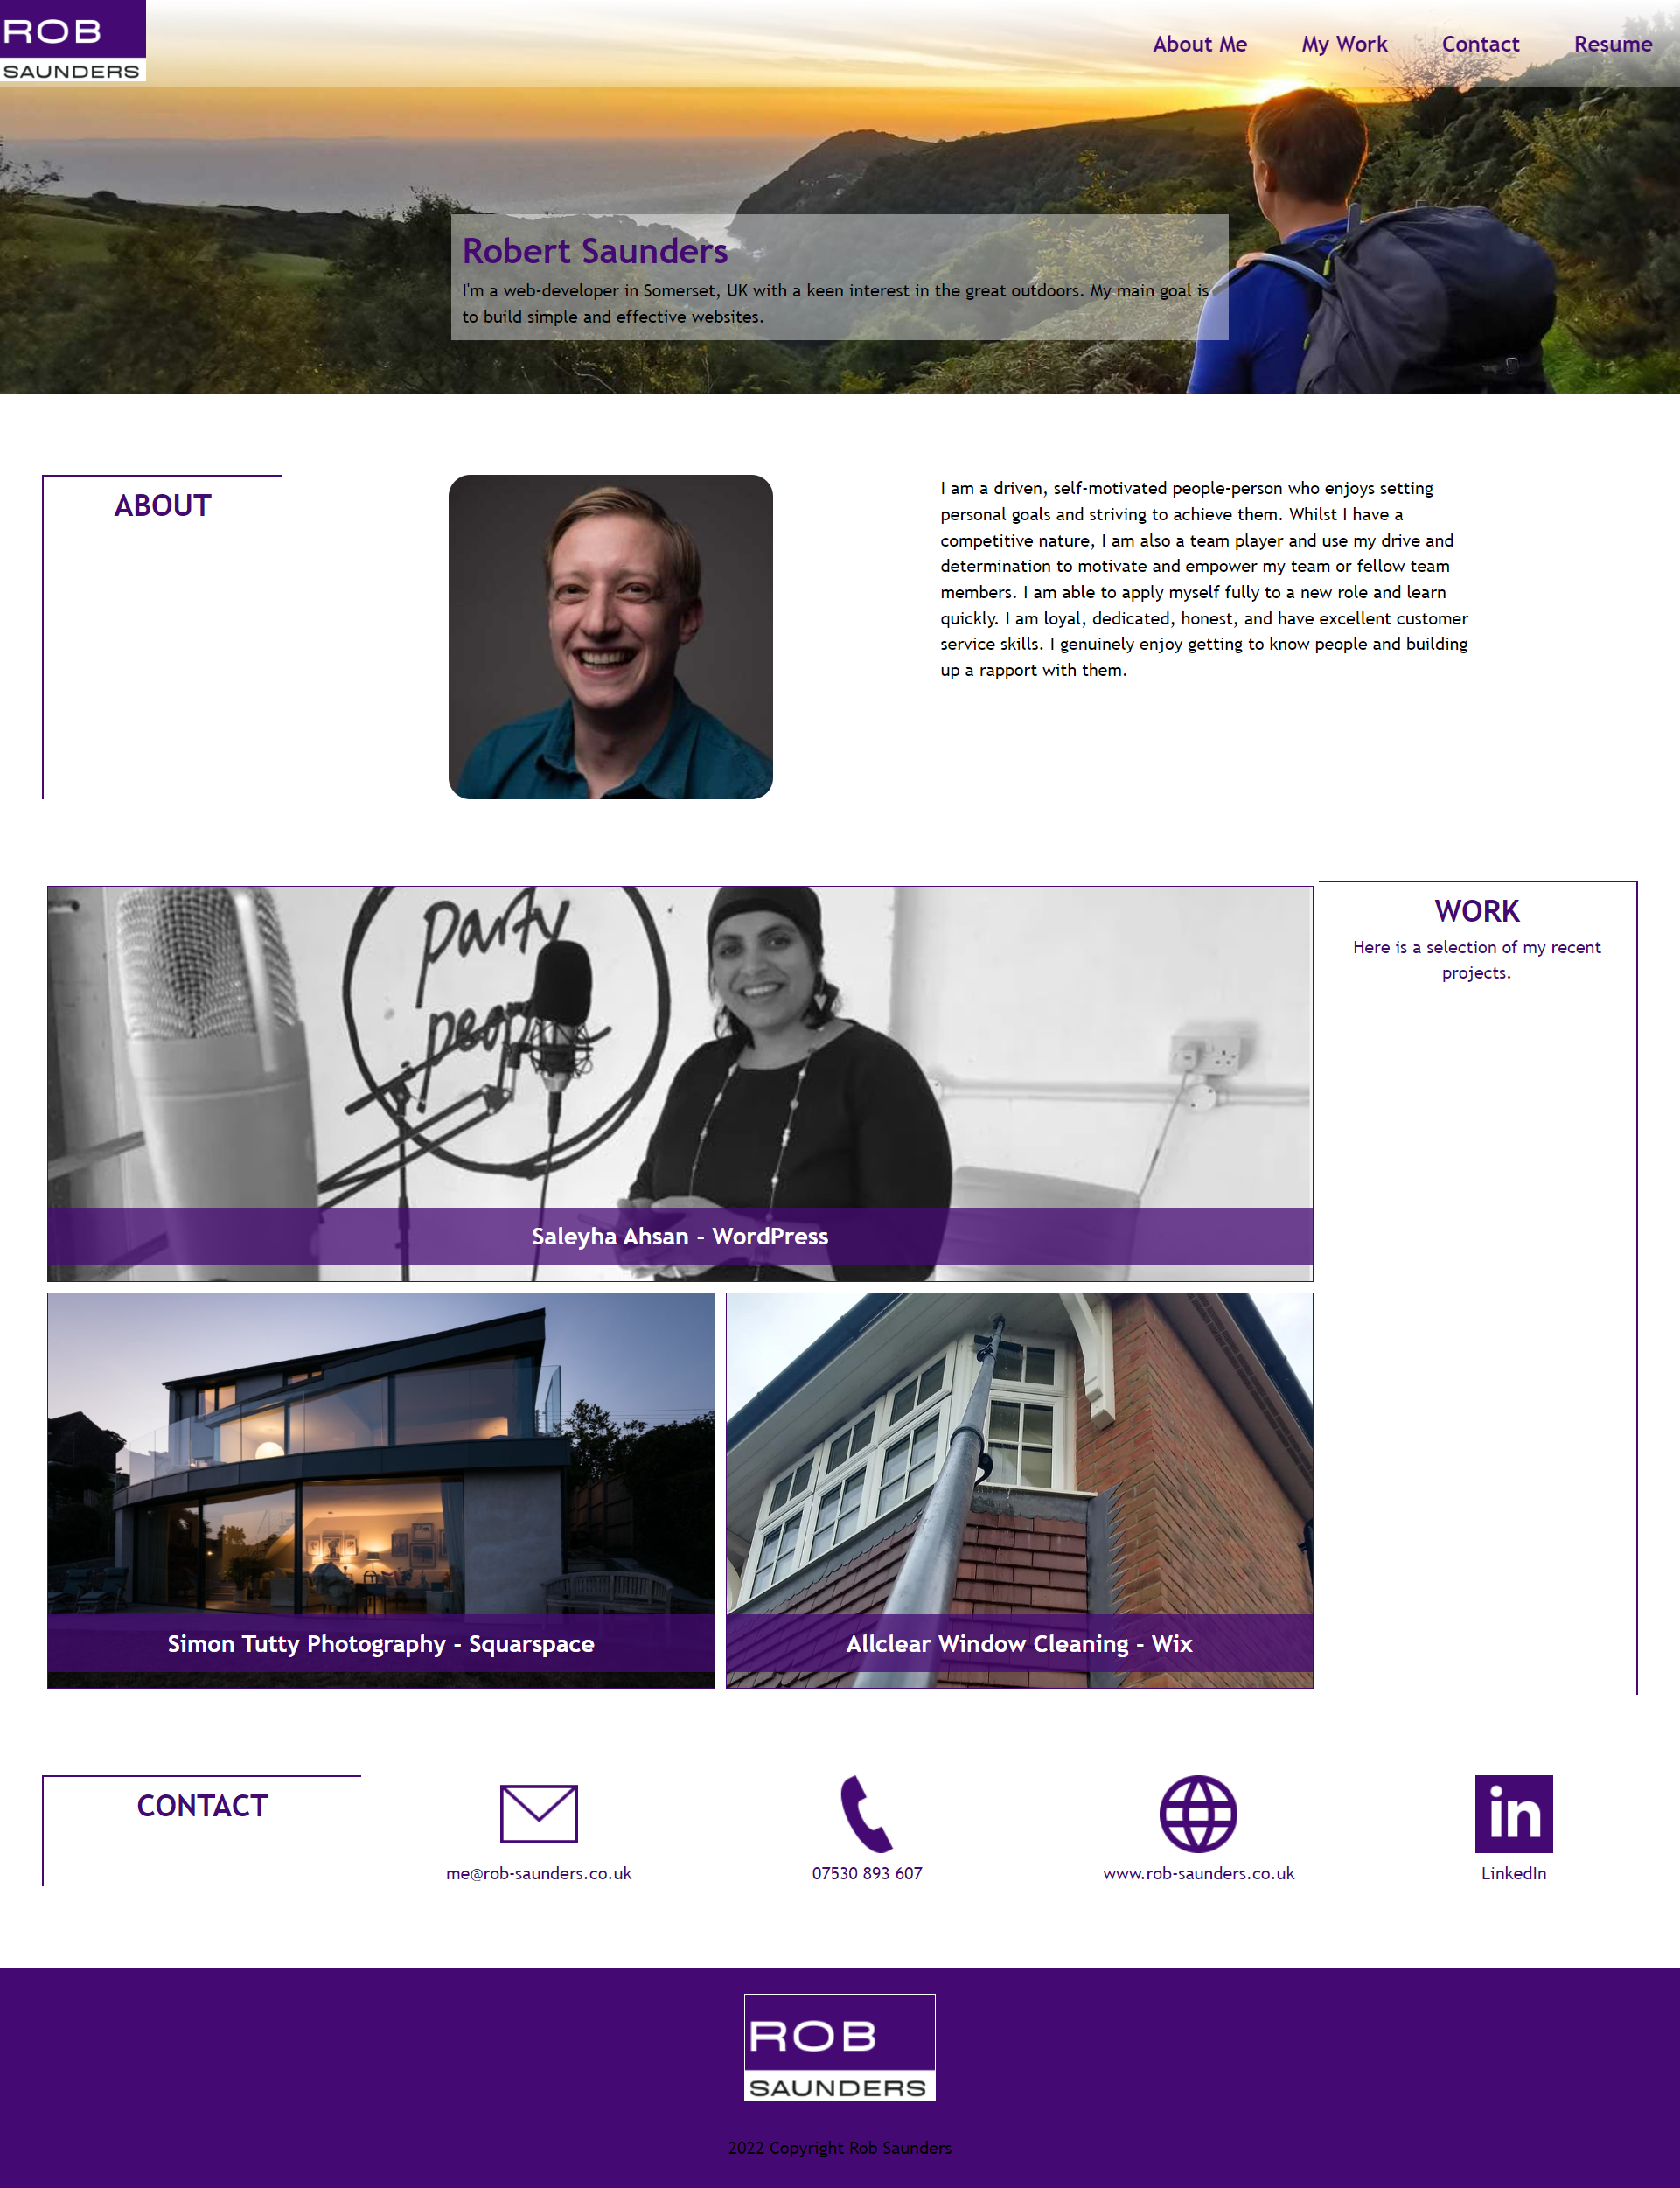 ROB
SAUNDERS
About Me
My Work
Contact
Resume
Robert Saunders
I'm a web-developer in Somerset, UK with a keen interest in the great outdoors. My main goal is
to build simple and effective websites.
ABOUT
I am a driven, self-motivated people-person who enjoys setting
personal goals and striving to achieve them. Whilst I have a
competitive nature, I am also a team player and use my drive and
determination to motivate and empower my team or fellow team
members. I am able to apply myself fully to a new role and learn
quickly. I am loyal, dedicated, honest, and have excellent customer
service skills. I genuinely enjoy getting to know people and building
up a rapport with them.
party
people
WORK
Here is a selection of my recent
projects.
Saleyha Ahsan - WordPress
Simon Tutty Photography - Squarspace
Allclear Window Cleaning - Wix
CONTACT
me@rob-saunders.co.uk
07530 893 607
www.rob-saunders.co.uk
in
LinkedIn
ROB
SAUNDERS
2022 Copyright Rob Saunders